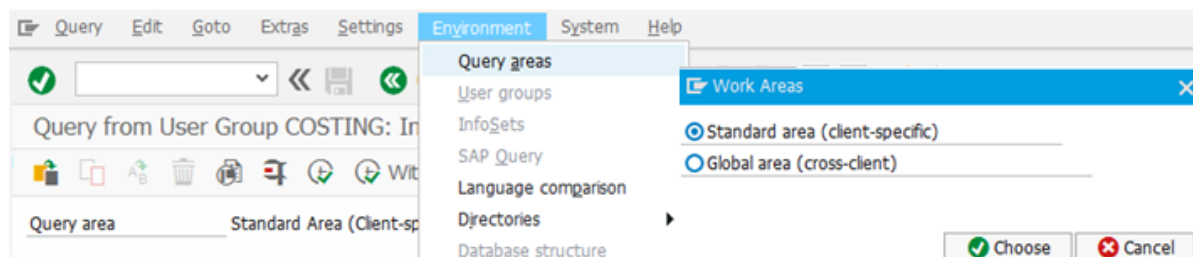 Query Edit Goto Extras Settings Environment System Help
Query areas
User groups
InfoSets
SAP Query
Language comparison
Directories
Database structure
Query from User Group COSTING: In
Wit
Query area Standard Area (Client-sp
Work Areas
Standard area (client-specific)
Global area (cross-client)
Choose Cancel